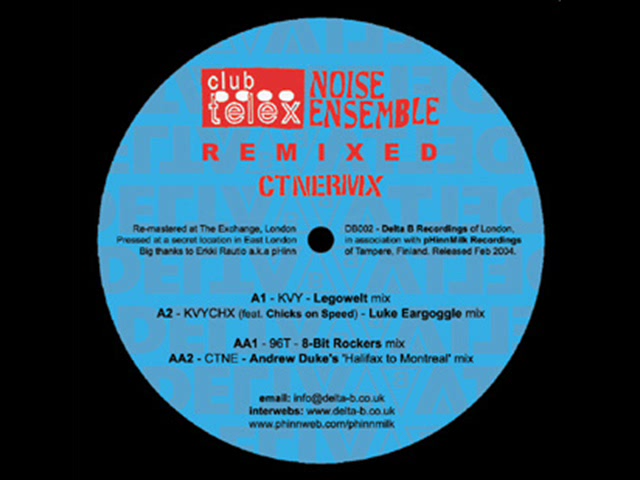 club telex NOISE ENSEMBLE
REMIXED
CTNERMX
Re-mastered at The Exchange, London
Pressed at a secret location in East London
Big thanks to Erkki Rautio a.k.a pHinn
DB002 - Delta B Recordings of London,
in association with pHinnMilk Recordings
of Tampere, Finland. Released Feb 2004.
A1 - KVY - Legowelt mix
A2 - KVYCHX (feat. Chicks on Speed) - Luke Eargoggle mix
AA1 - 96T - 8-Bit Rockers mix
AA2 - CTNE - Andrew Duke's 'Halifax to Montreal' mix
email: info@delta-b.co.uk
interwebs: www.delta-b.co.uk
www.phinnweb.com/phinnmilk